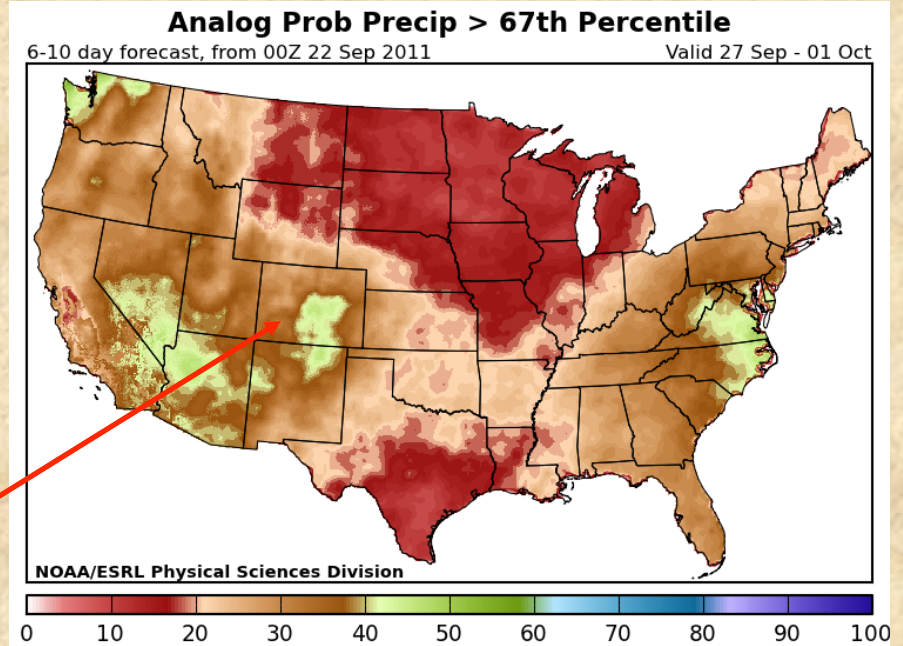 Analog Prob Precip > 67th Percentile
6-10 day forecast, from 00Z 22 Sep 2011 Valid 27 Sep - 01 Oct
NOAA/ESRL Physical Sciences Division
0 10 20 30 40 50 60 70 80 90 100